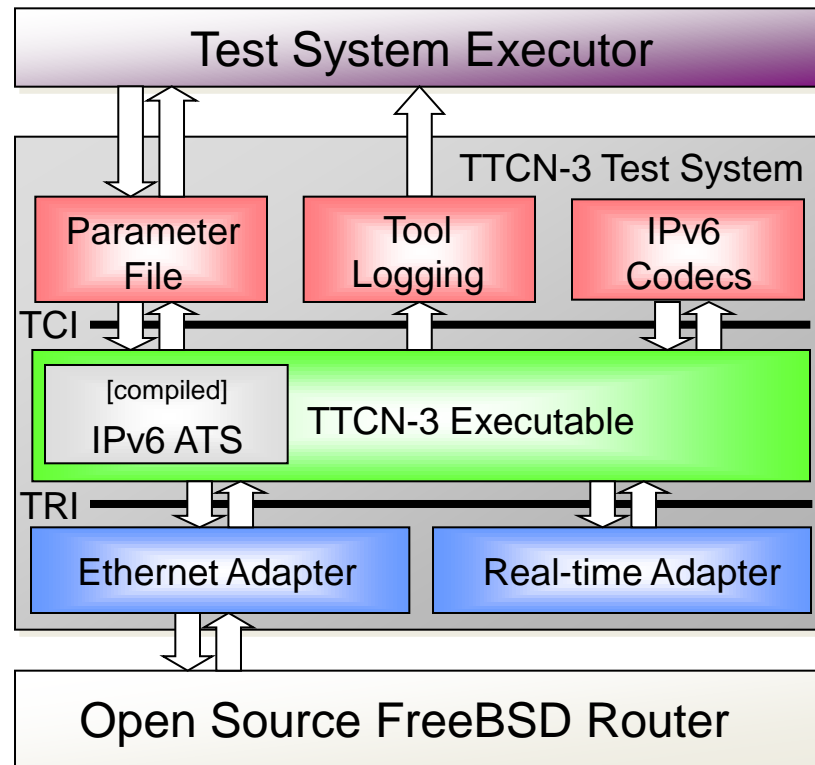 Test System Executor
TTCN-3 Test System
Parameter
File
Tool
Logging
IPv6
Codecs
TCI
[compiled]
IPv6 ATS
TTCN-3 Executable
TRI
Ethernet Adapter
Real-time Adapter
Open Source FreeBSD Router